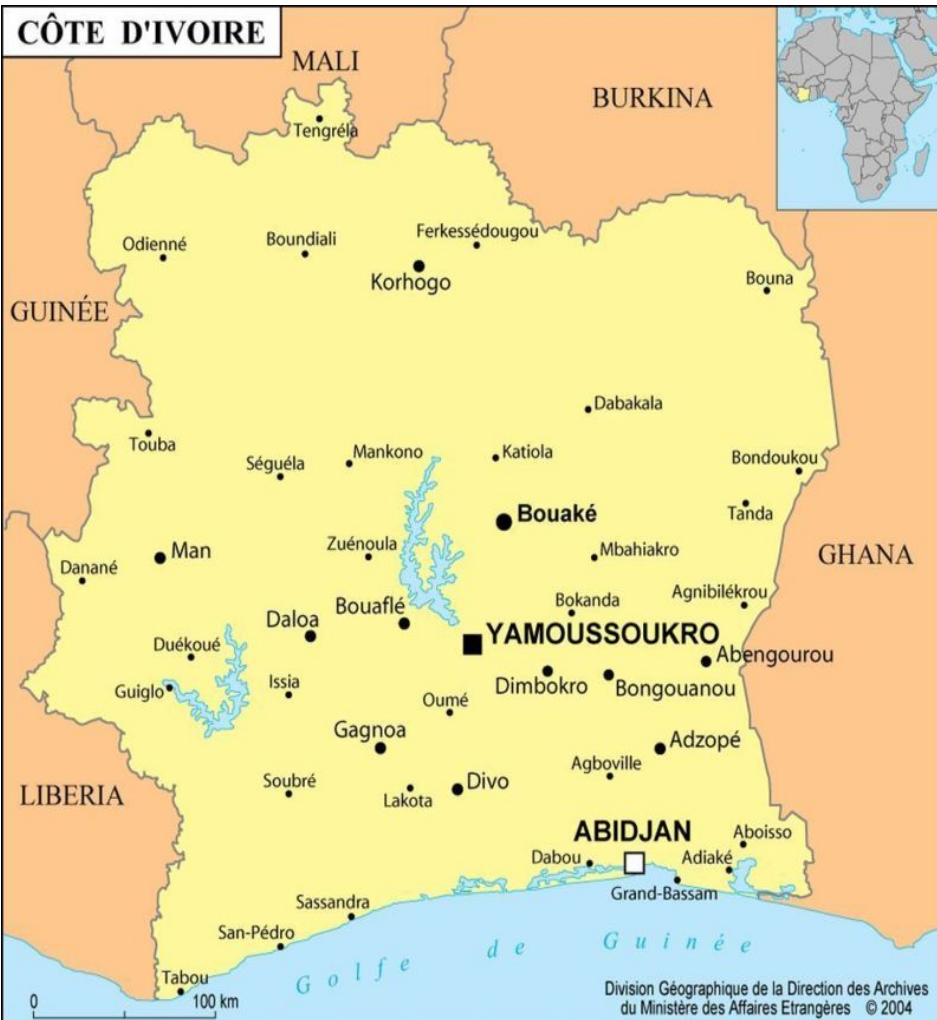 CÔTE D'IVOIRE
MALI
BURKINA
Tengréla
Ferkessédougou
Odienné
Boundiali
Korhogo
Bouna
GUINÉE
Dabakala
Touba
Mankono
Katiola
Séguéla
Bondoukou
Bouaké
Tanda
Man
Zuénoula
Mbahiakro
GHANA
Danané
Agnibilékrou
Bokanda
Bouaflé
Daloa
YAMOUSSOUKRO
Duékoué
Abengourou
Guiglo
Issia
Dimbokro
Bongouanou
Oumé
Gagnoa
Adzopé
Agboville
Soubré
Divo
LIBERIA
Lakota
ABIDJAN
Aboisso
Dabou
Adiaké
Grand-Bassam
Sassandra
San-Pédro
Golfe de Guinée
Tabou
0 100 km
Division Géographique de la Direction des Archives
du Ministère des Affaires Etrangères © 2004